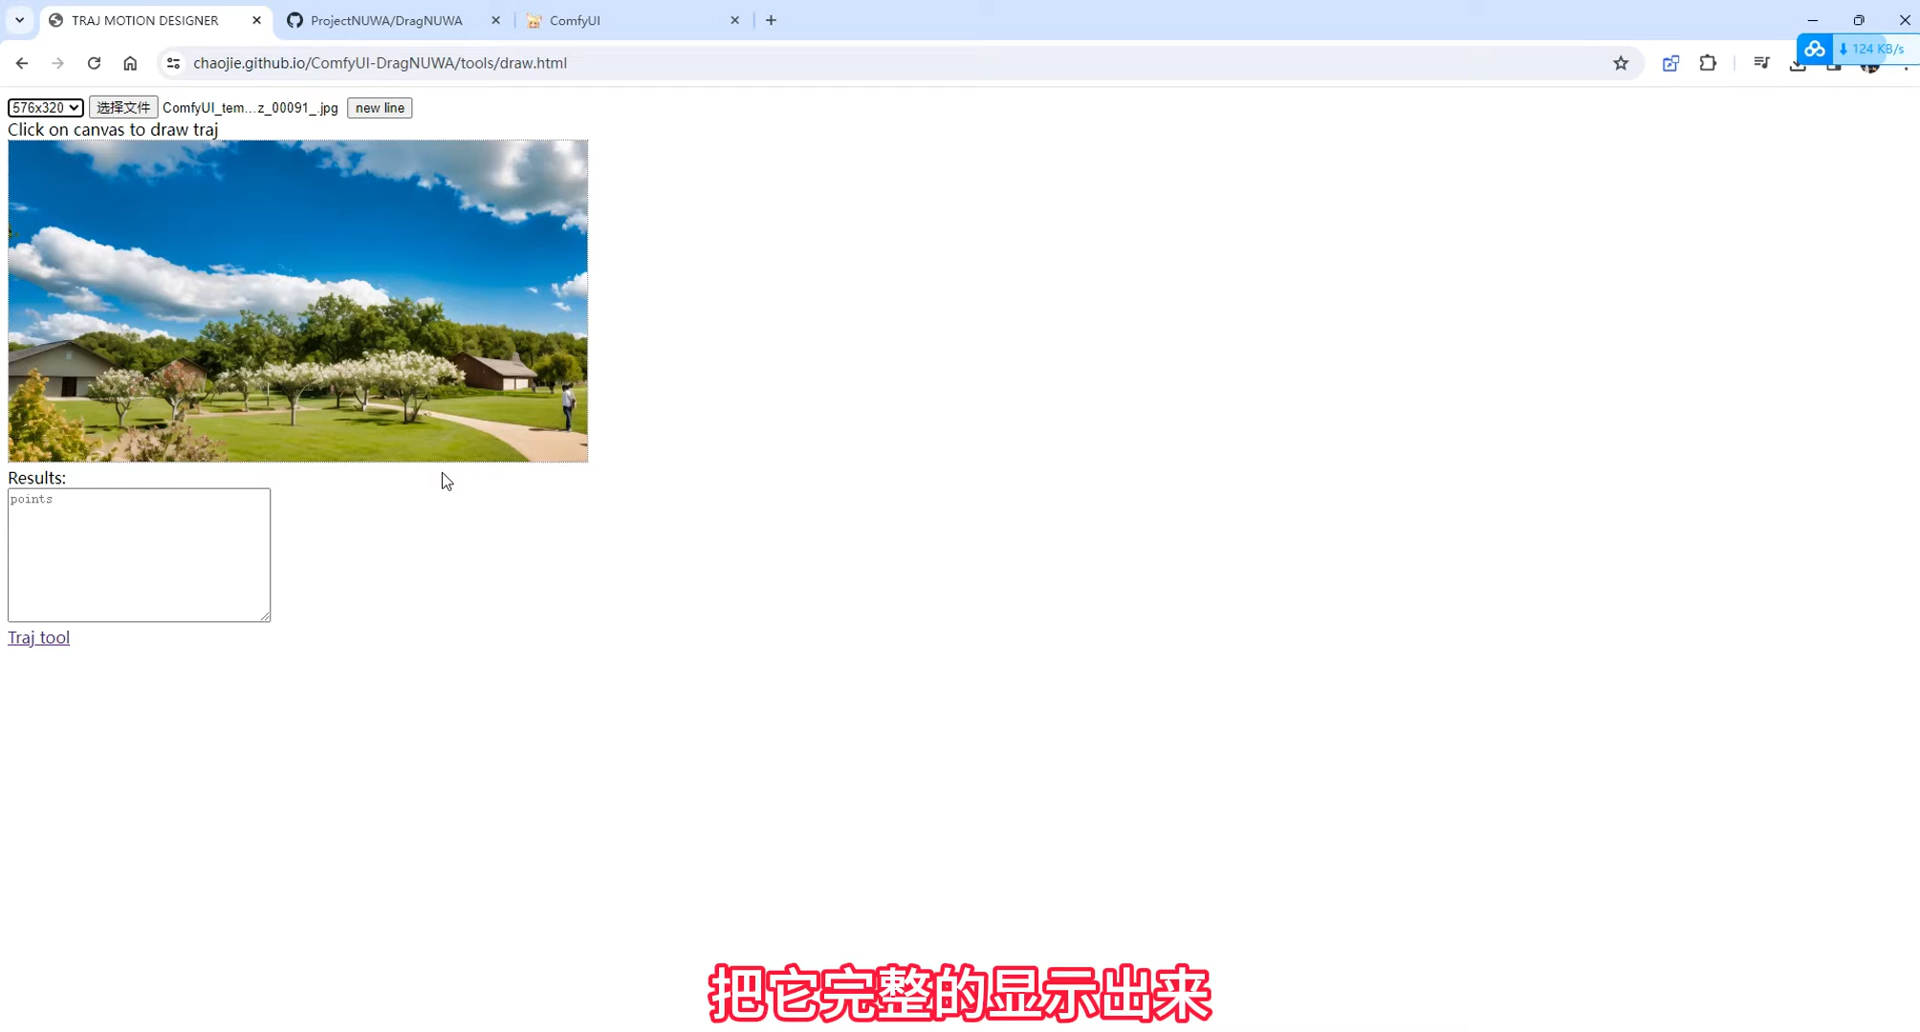 TRAJ MOTION DESIGNER
ProjectNUWA/DragNUWA
ComfyUI
chaojie.github.io/ComfyUI-DragNUWA/tools/draw.html
124 KB/s
576x320 选择文件 ComfyUI_tem...z_00091_.jpg new line
Click on canvas to draw traj
Results:
points
Traj tool
把它完整的显示出来